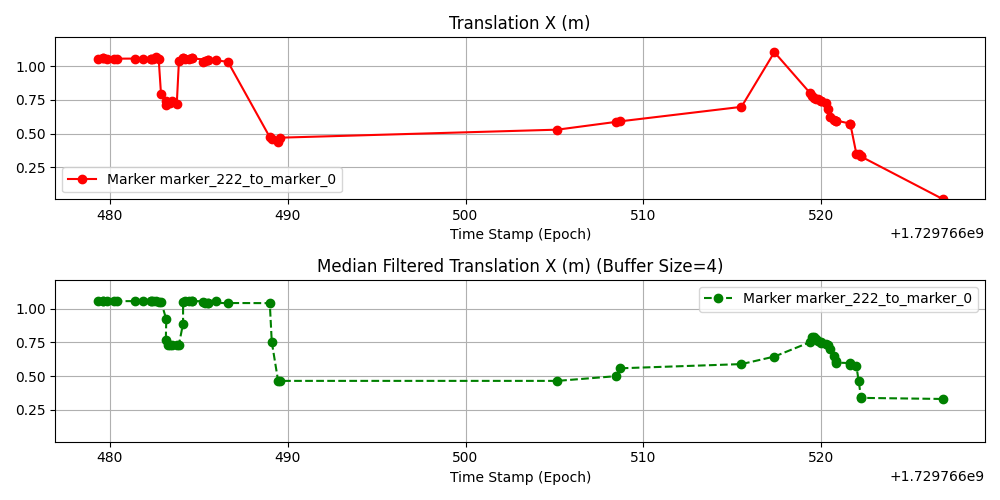 Translation X (m)
1.00
0.75
0.50
0.25
Marker marker_222_to_marker_0
480 490 500 510 520
Time Stamp (Epoch)
+1.729766e9
Median Filtered Translation X (m) (Buffer Size=4)
1.00
0.75
0.50
0.25
Marker marker_222_to_marker_0
480 490 500 510 520
Time Stamp (Epoch)
+1.729766e9